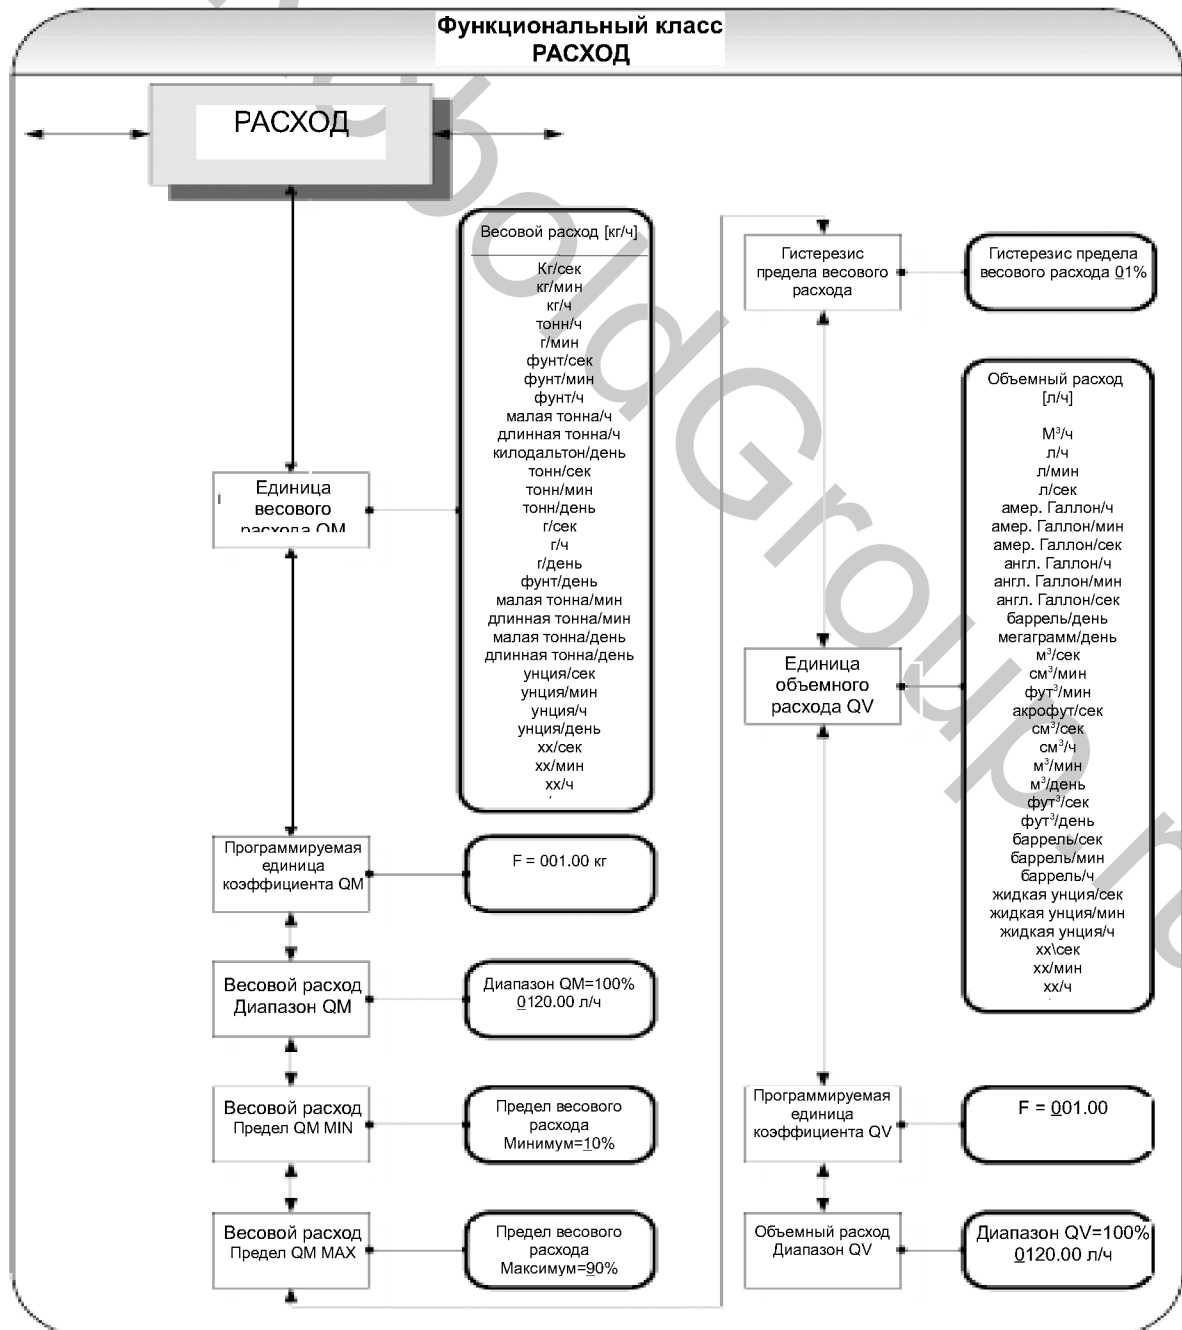 Функциональный класс
РАСХОД
РАСХОД
Весовой расход [кг/ч]
Кг/сек
кг/мин
кг/ч
тонн/ч
г/мин
фунт/сек
фунт/мин
фунт/ч
малая тонна/ч
длинная тонна/ч
килодальтон/день
тонн/сек
тонн/мин
тонн/день
г/сек
г/ч
г/день
фунт/день
малая тонна/мин
длинная тонна/мин
малая тонна/день
длинная тонна/день
унция/сек
унция/мин
унция/ч
унция/день
хх/сек
хх/мин
хх/ч
Единица
весового
расхода QM
Программируемая
единица
коэффициента QM
F = 001.00 кг
Весовой расход
Диапазон QM
Диапазон QM=100%
0120.00 л/ч
Весовой расход
Предел QM MIN
Предел весового
расхода
Минимум=10%
Весовой расход
Предел QM MAX
Предел весового
расхода
Максимум=90%
Гистерезис
предела весового
расхода
Гистерезис предела
весового расхода 01%
Единица
объемного
расхода QV
Объемный расход
[л/ч]
М³/ч
л/ч
л/мин
л/сек
амер. Галлон/ч
амер. Галлон/мин
амер. Галлон/сек
англ. Галлон/ч
англ. Галлон/мин
англ. Галлон/сек
баррель/день
мегаграмм/день
м³/сек
см³/мин
фут³/мин
акрофут/сек
см³/сек
см³/ч
м³/мин
м³/день
фут³/сек
фут³/день
баррель/сек
баррель/мин
баррель/ч
жидкая унция/сек
жидкая унция/мин
жидкая унция/ч
хх\сек
хх/мин
хх/ч
Программируемая
единица
коэффициента QV
F = 001.00
Объемный расход
Диапазон QV
Диапазон QV=100%
0120.00 л/ч
boldGroup.ru